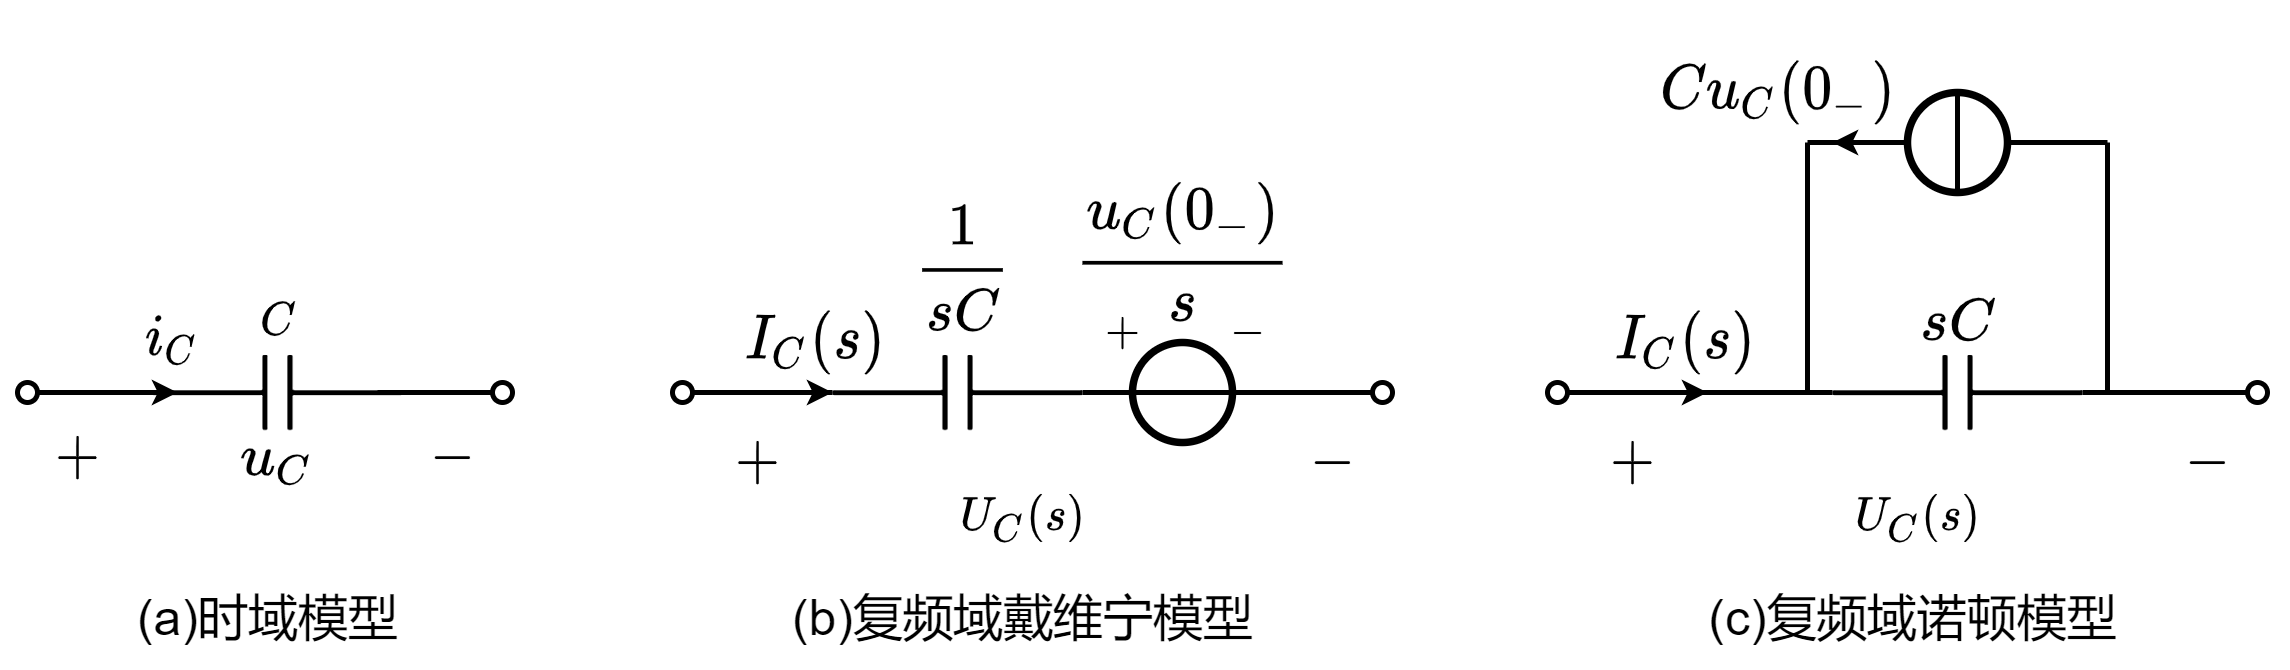 i_C
C
+
u_C
−
(a)时域模型
I_C(s)
\frac{1}{sC}
\frac{u_C(0_−)}{s}
+
−
+
−
U_C(s)
(b)复频域戴维宁模型
Cu_C(0_−)
I_C(s)
sC
+
−
U_C(s)
(c)复频域诺顿模型